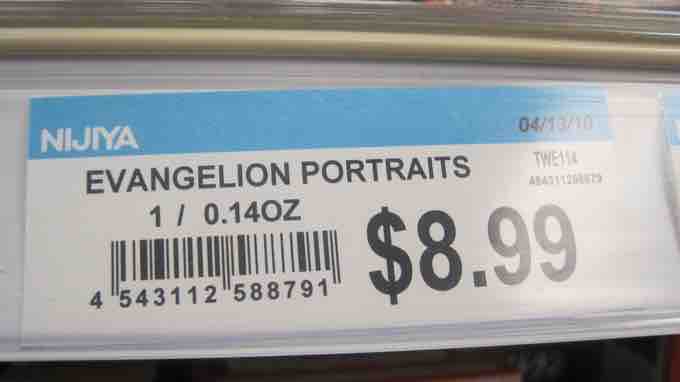 NIJIYA
04/13/10
EVANGELION PORTRAITS
TWE114
1 / 0.14OZ
$8.99
4 543112 588791